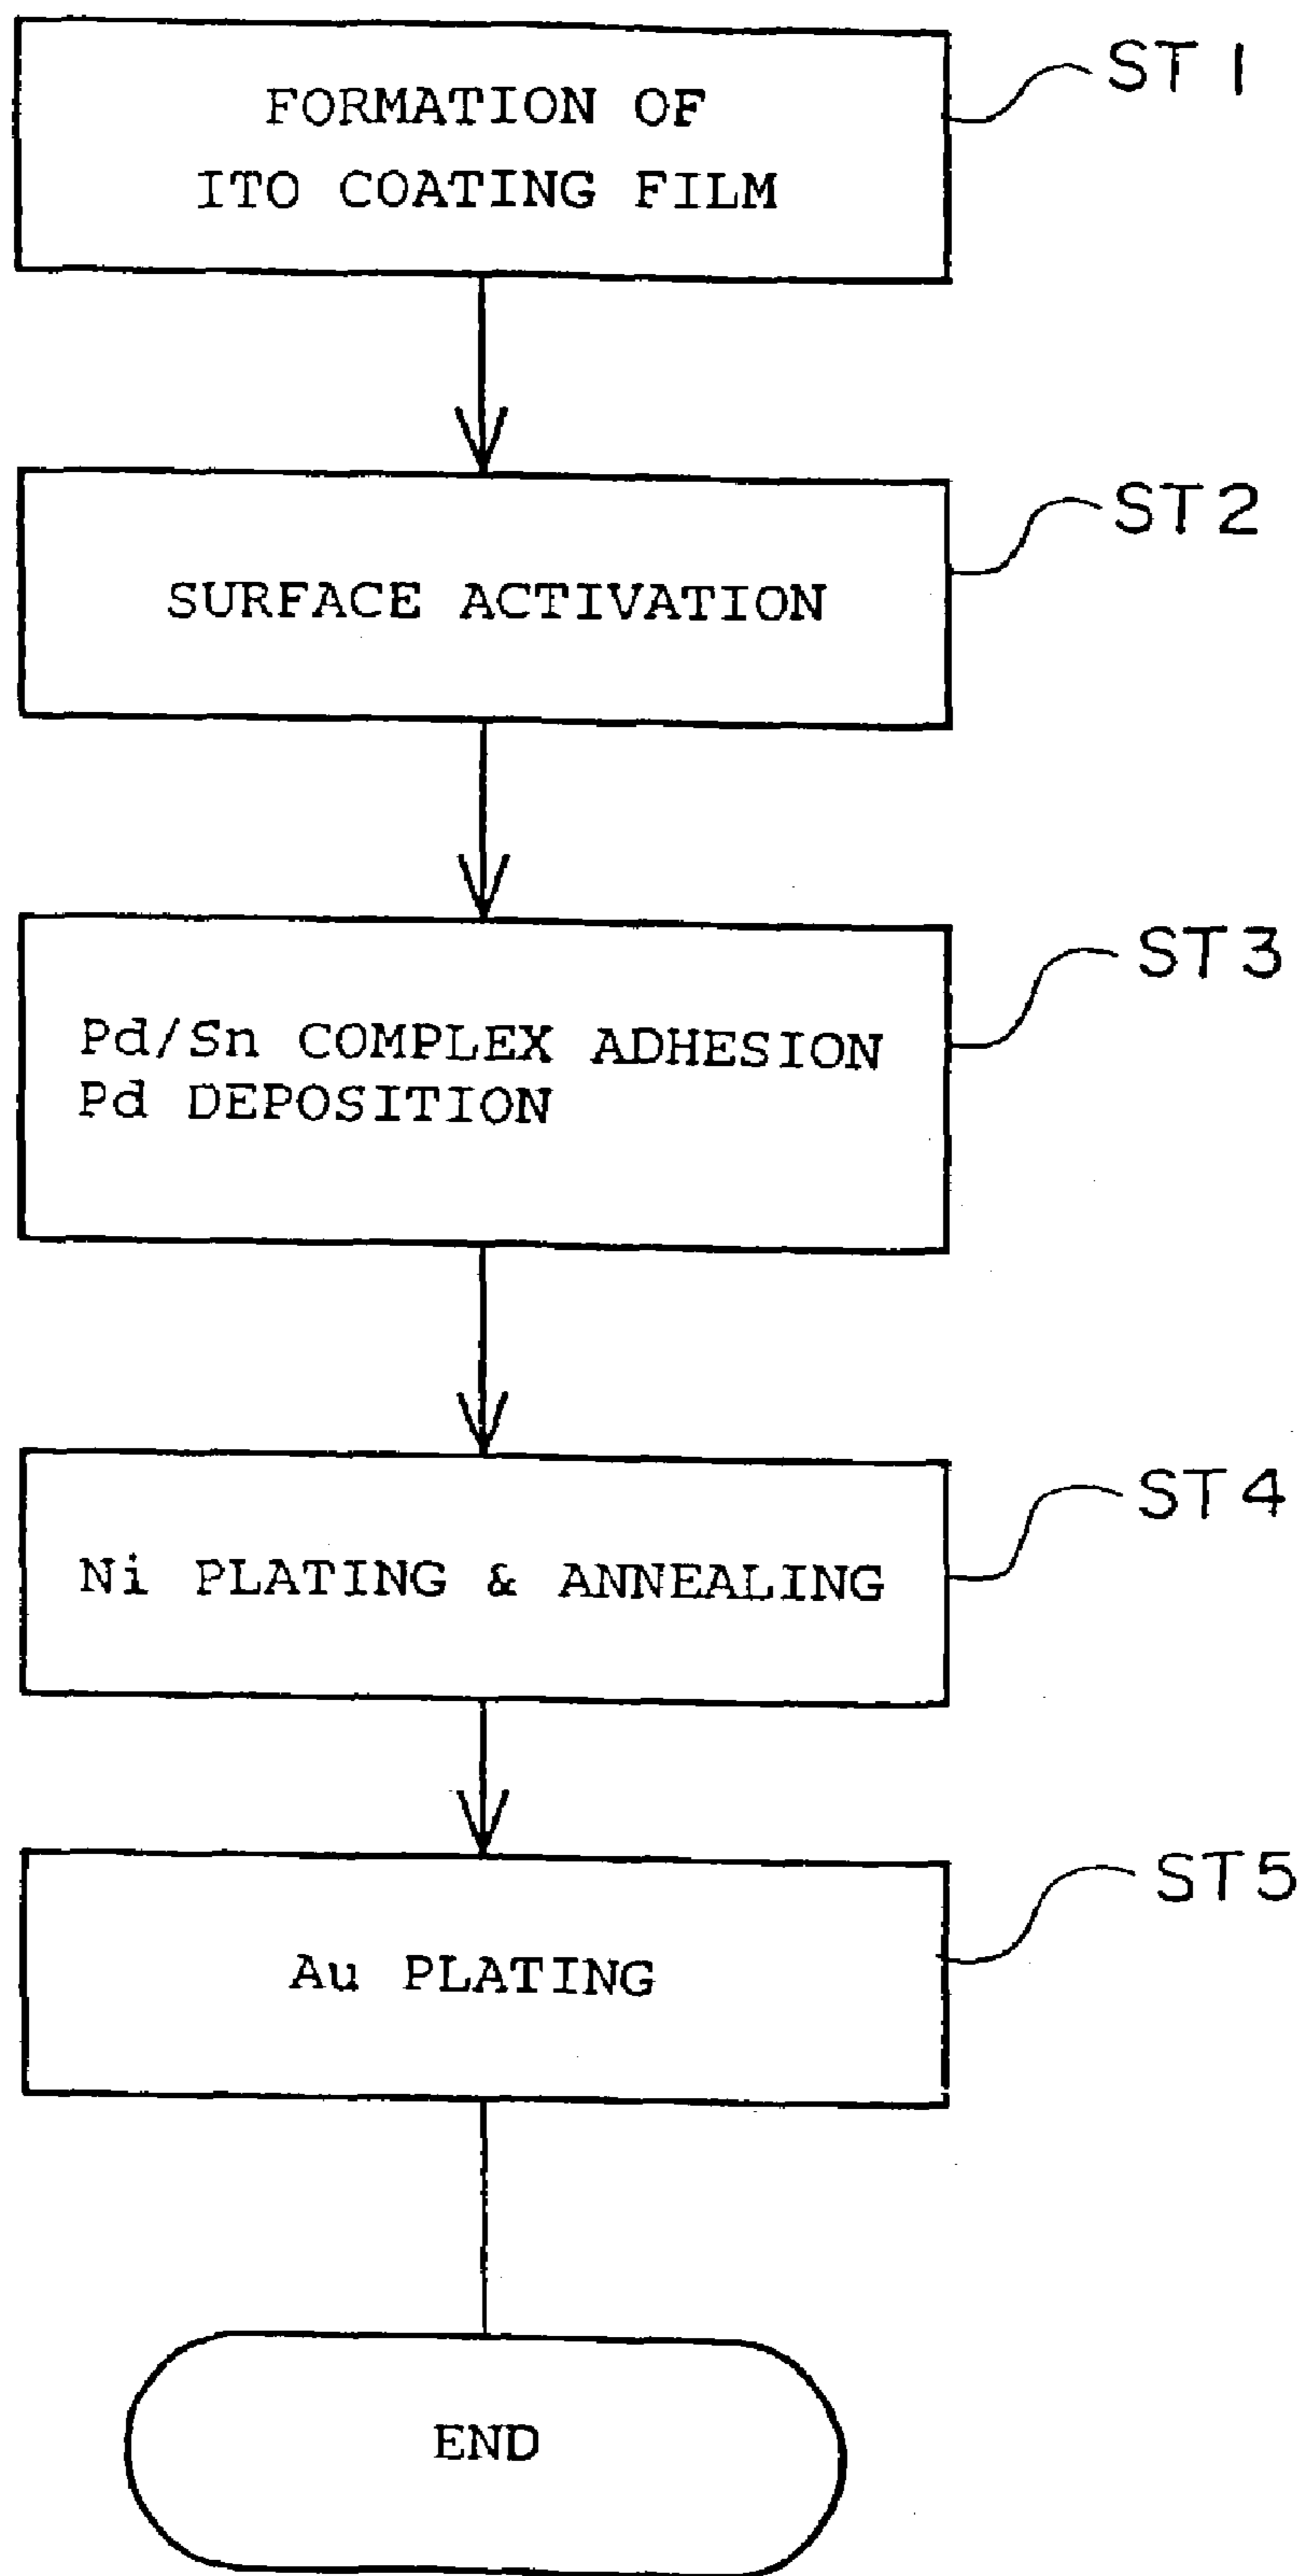 FORMATION OF
ITO COATING FILM
ST1
SURFACE ACTIVATION
ST2
Pd/Sn COMPLEX ADHESION
Pd DEPOSITION
ST3
Ni PLATING & ANNEALING
ST4
Au PLATING
ST5
END